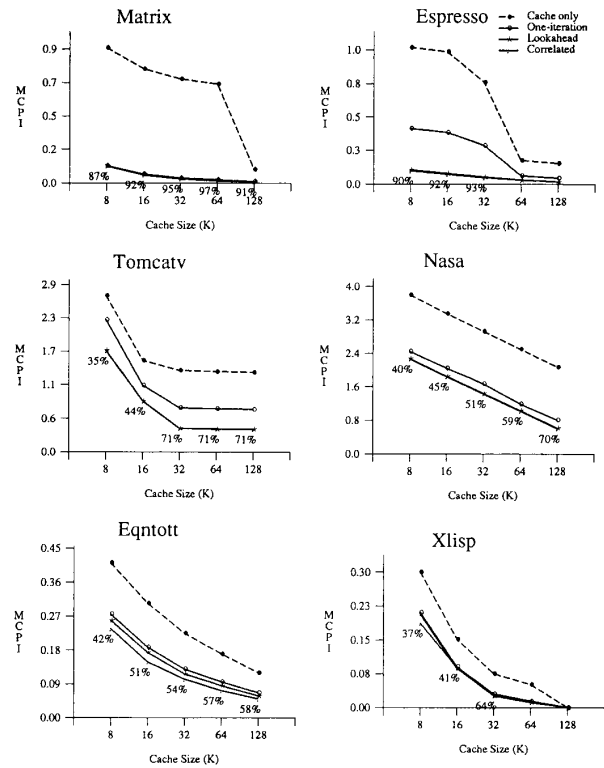 Matrix
Espresso
Cache only
One-iteration
Lookahead
Correlated
M
C
P
I
0.9
0.7
0.4
0.2
0.0
87%
92%
95%
97%
91%
8 16 32 64 128
Cache Size (K)
M
C
P
I
1.0
0.8
0.5
0.3
0.0
90%
92%
93%
8 16 32 64 128
Cache Size (K)
Tomcatv
M
C
P
I
2.9
2.3
1.7
1.1
0.6
0.0
35%
44%
71%
71%
71%
8 16 32 64 128
Cache Size (K)
Nasa
M
C
P
I
4.0
3.2
2.4
1.6
0.8
0.0
40%
45%
51%
59%
70%
8 16 32 64 128
Cache Size (K)
Eqntott
M
C
P
I
0.45
0.36
0.27
0.18
0.09
0.00
42%
51%
54%
57%
58%
8 16 32 64 128
Cache Size (K)
Xlisp
M
C
P
I
0.30
0.23
0.15
0.08
0.00
37%
41%
64%
8 16 32 64 128
Cache Size (K)